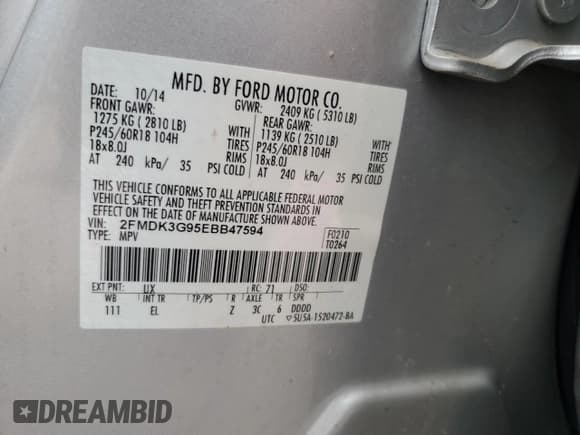 MFD. BY FORD MOTOR CO.
DATE: 10/14 GVWR: 2409 KG ( 5310 LB)
FRONT GAWR: REAR GAWR:
1275 KG ( 2810 LB) WITH 1139 KG ( 2510 LB) WITH
P245/60R18 104H TIRES P245/60R18 104H TIRES
18x8.0J RIMS 18x8.0J RIMS
AT 240 kPa/ 35 PSI COLD AT 240 kPa/ 35 PSI COLD
THIS VEHICLE CONFORMS TO ALL APPLICABLE FEDERAL MOTOR
VEHICLE SAFETY AND THEFT PREVENTION STANDARDS IN
EFFECT ON THE DATE OF MANUFACTURE SHOWN ABOVE.
VIN: 2FMDK3G95EBB47594 F0210
TYPE: MPV T0264
EXT PNT: UX RC: 71 DSO:
WB INT TR TP/PS R AXLE TR SPR
111 EL Z 3C 6 DDDD
UTC 5U5A-1520472-BA
DREAMBID